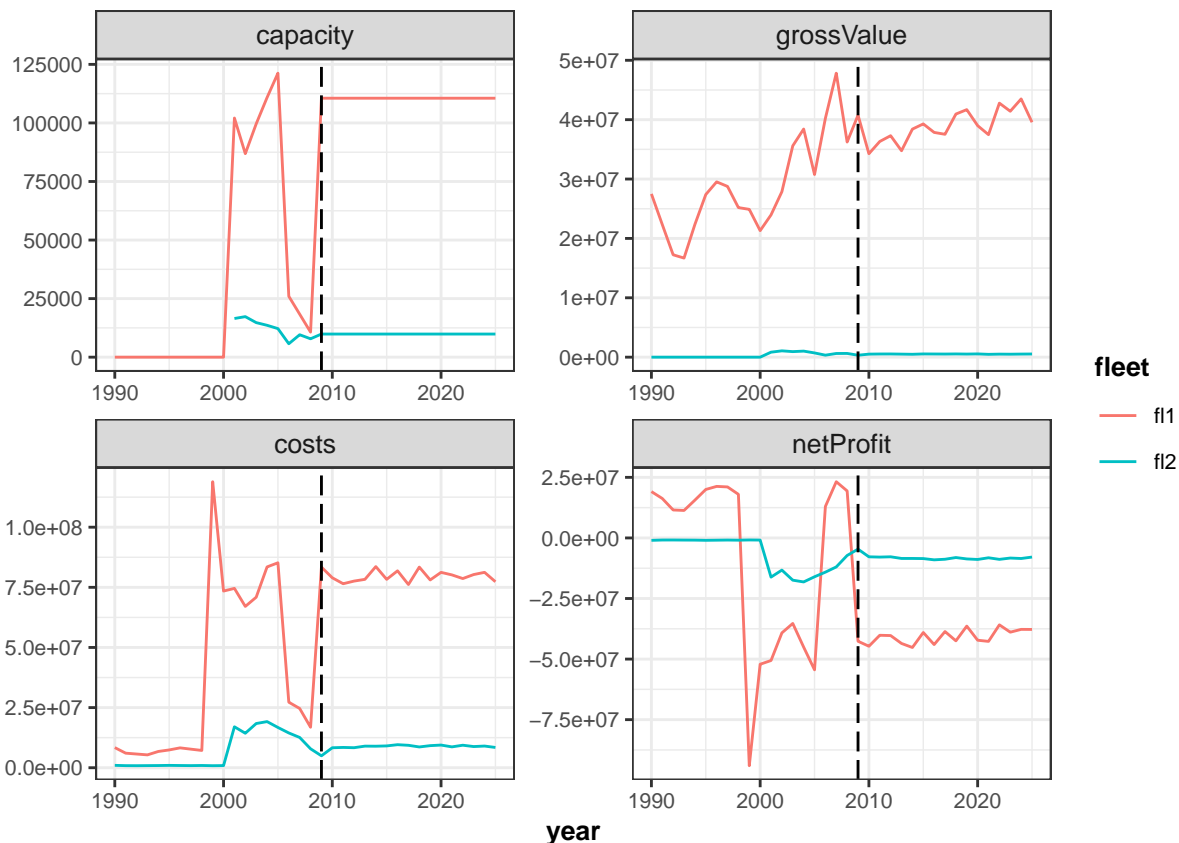 capacity
grossValue
125000
100000
75000
50000
25000
0
1990
2000
2010
2020
5e+07
4e+07
3e+07
2e+07
1e+07
0e+00
1990
2000
2010
2020
costs
netProfit
1.0e+08
7.5e+07
5.0e+07
2.5e+07
0.0e+00
1990
2000
2010
2020
2.5e+07
0.0e+00
−2.5e+07
−5.0e+07
−7.5e+07
1990
2000
2010
2020
year
fleet
fl1
fl2